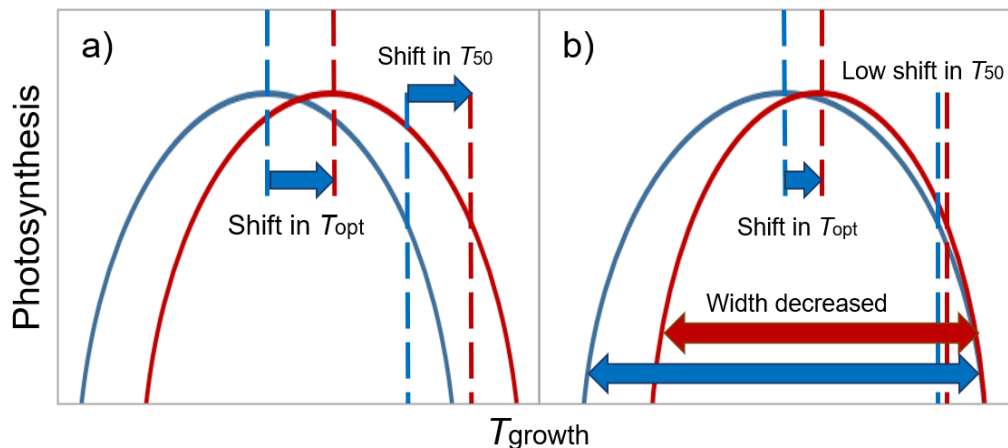 a)
Shift in T50
Shift in Topt
b)
Low shift in T50
Shift in Topt
Width decreased
Photosynthesis
Tgrowth